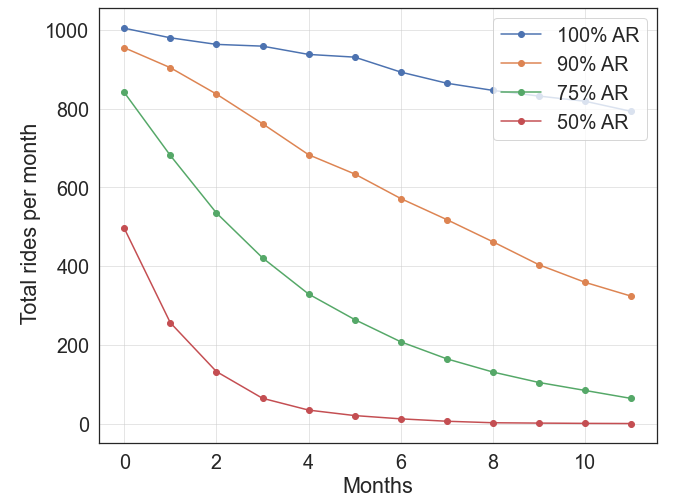 100% AR
90% AR
75% AR
50% AR
Total rides per month
1000
800
600
400
200
0
0 2 4 6 8 10
Months